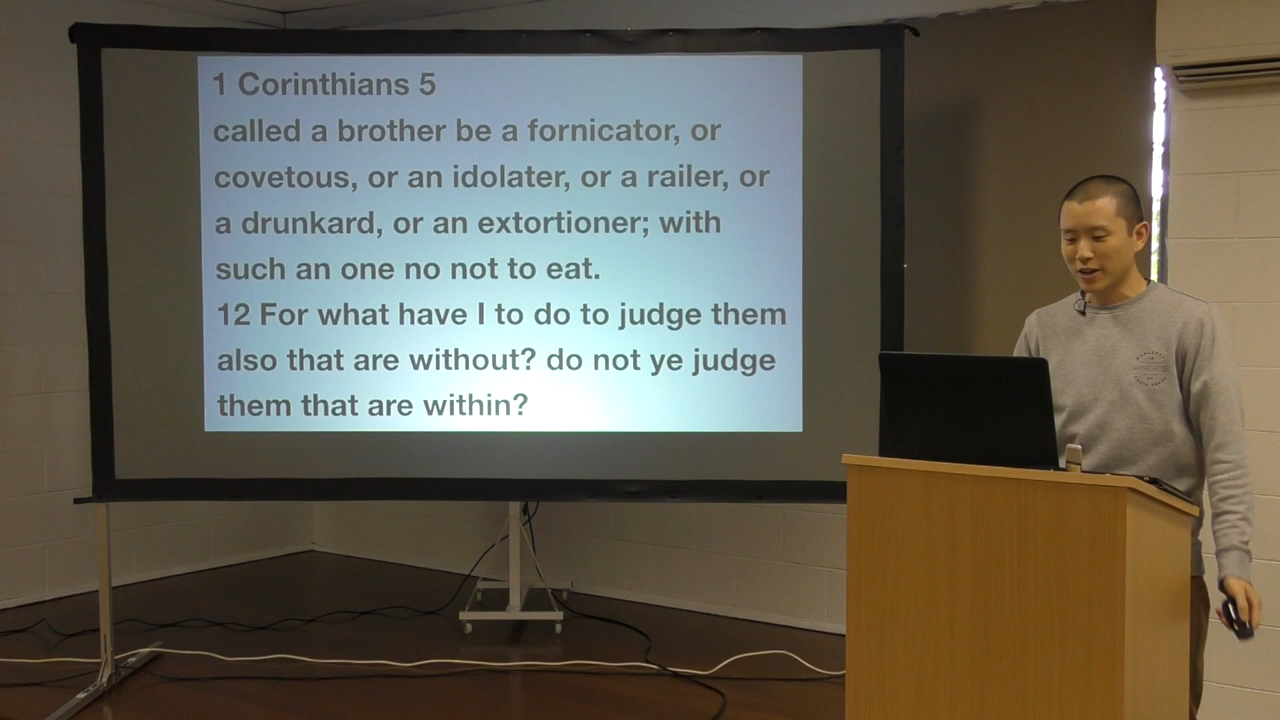 1 Corinthians 5
called a brother be a fornicator, or
covetous, or an idolater, or a railer, or
a drunkard, or an extortioner; with
such an one no not to eat.
12 For what have I to do to judge them
also that are without? do not ye judge
them that are within?